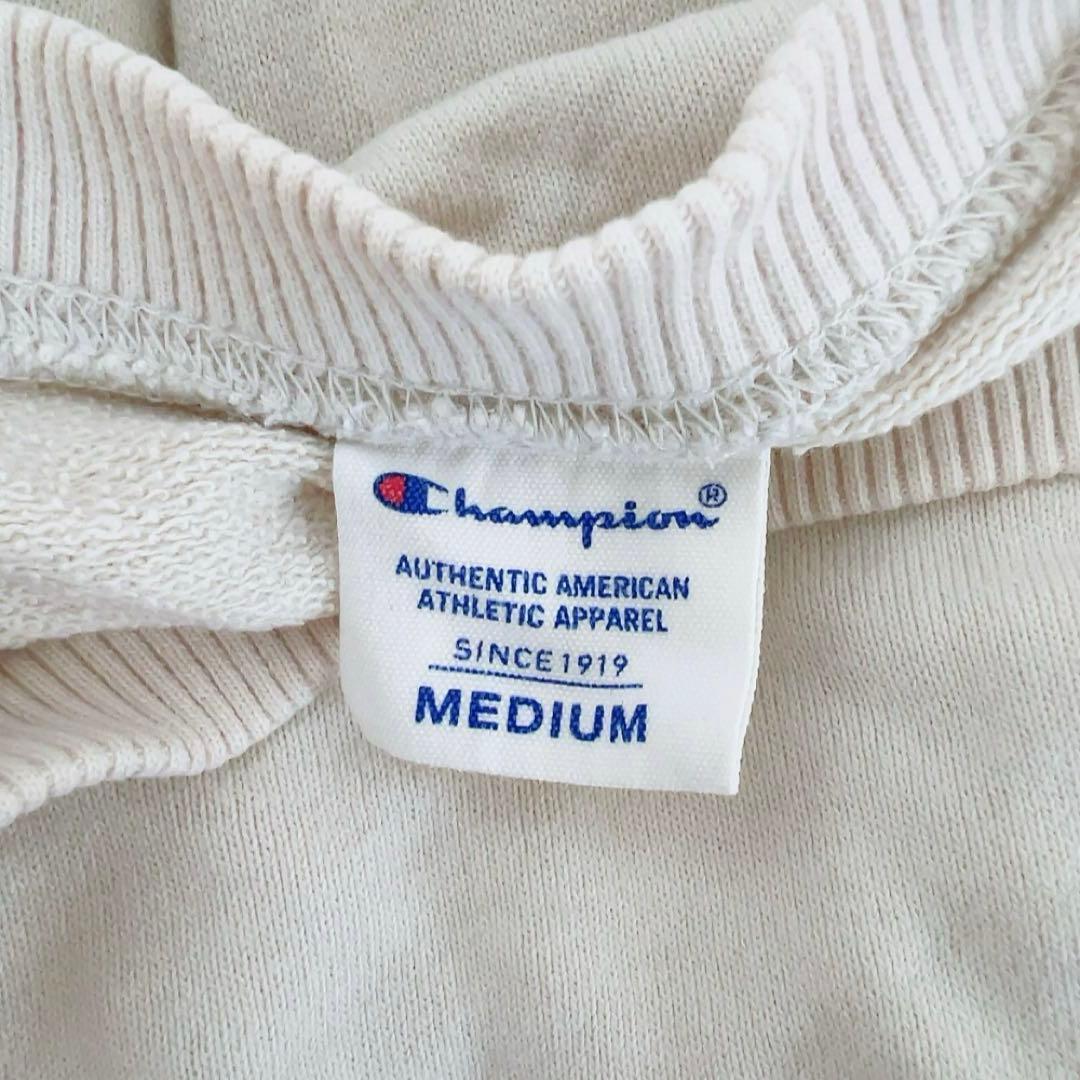 Champion®
AUTHENTIC AMERICAN
ATHLETIC APPAREL
SINCE 1919
MEDIUM